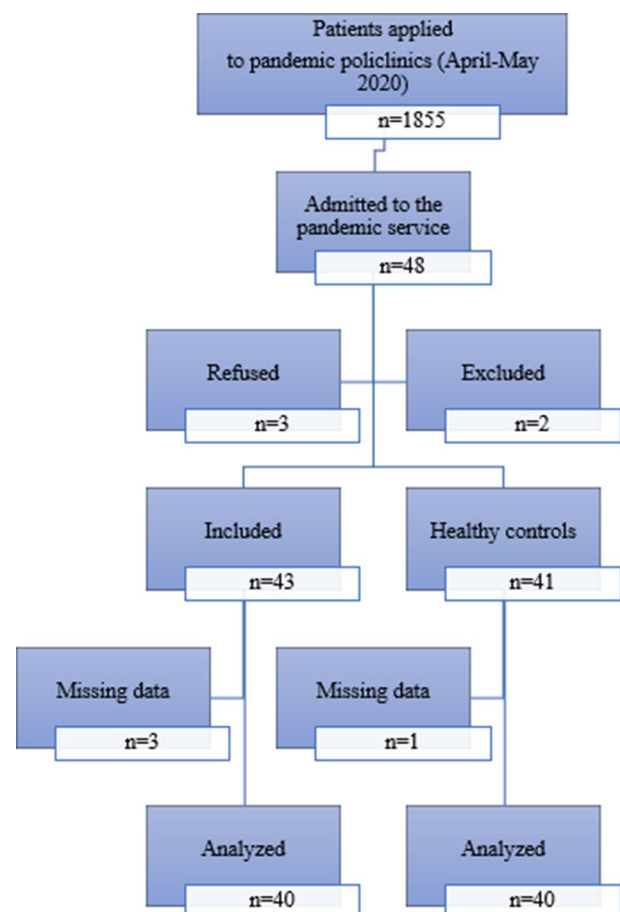 Patients applied
to pandemic policlinics (April-May
2020)
n=1855
Admitted to the
pandemic service
n=48
Refused
n=3
Excluded
n=2
Included
n=43
Healthy controls
n=41
Missing data
n=3
Missing data
n=1
Analyzed
n=40
Analyzed
n=40